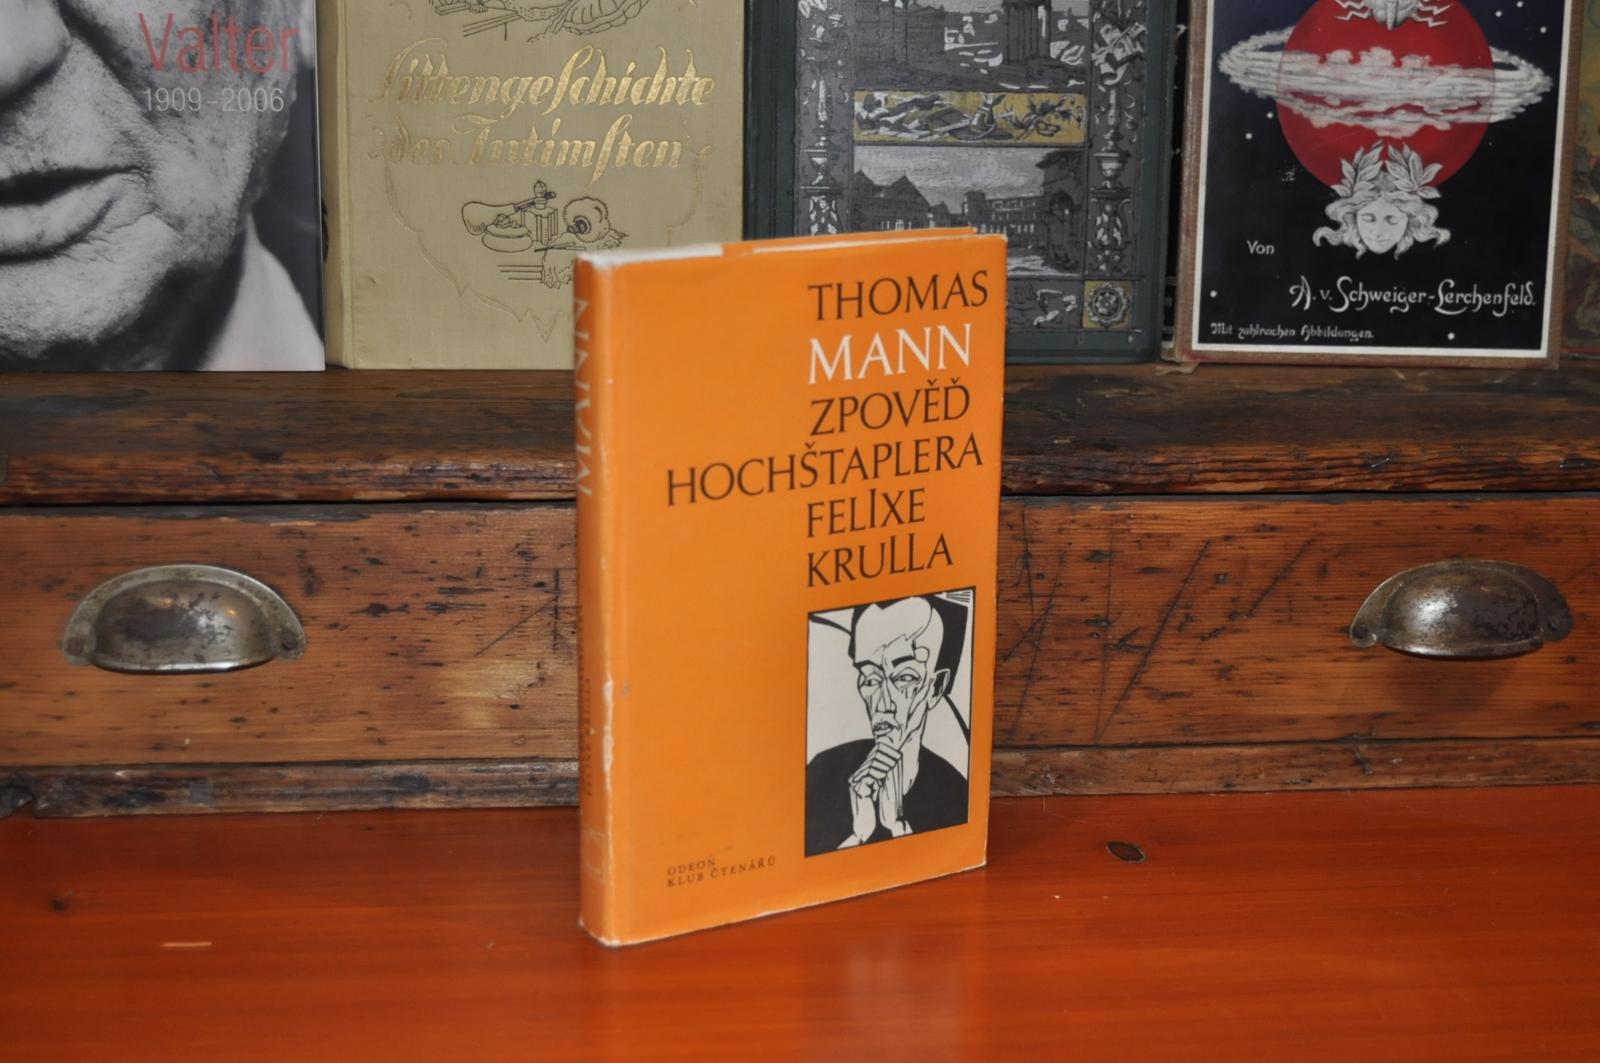 Valter
1909-2006
Sittengeschichte
des Intimsten
Von
A. v. Schweiger-Lerchenfeld.
Mit zahlreichen Abbildungen.
MANN
THOMAS
MANN
ZPOVĚĎ
HOCHŠTAPLERA
FELIXE
KRULLA
ODEON
KLUB ČTENÁŘŮ